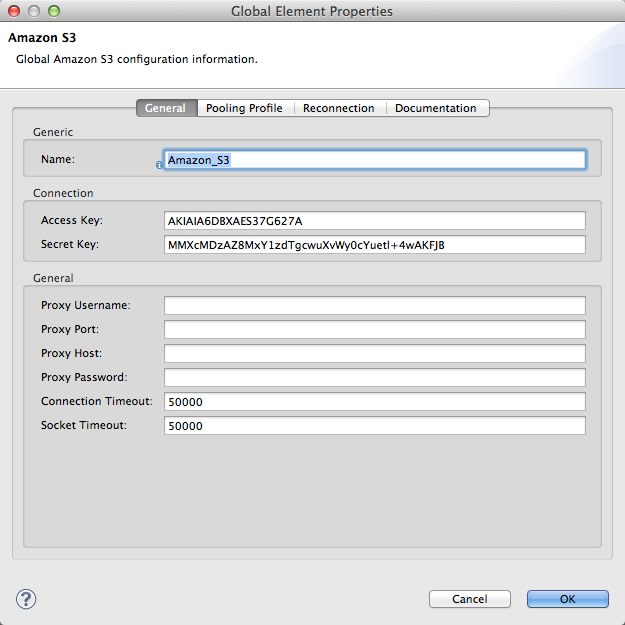 Global Element Properties
Amazon S3
Global Amazon S3 configuration information.
General Pooling Profile Reconnection Documentation
Generic
Name: Amazon_S3
Connection
Access Key: AKIAIA6DBXAES37G627A
Secret Key: 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
General
Proxy Username:
Proxy Port:
Proxy Host:
Proxy Password:
Connection Timeout: 50000
Socket Timeout: 50000
? Cancel OK